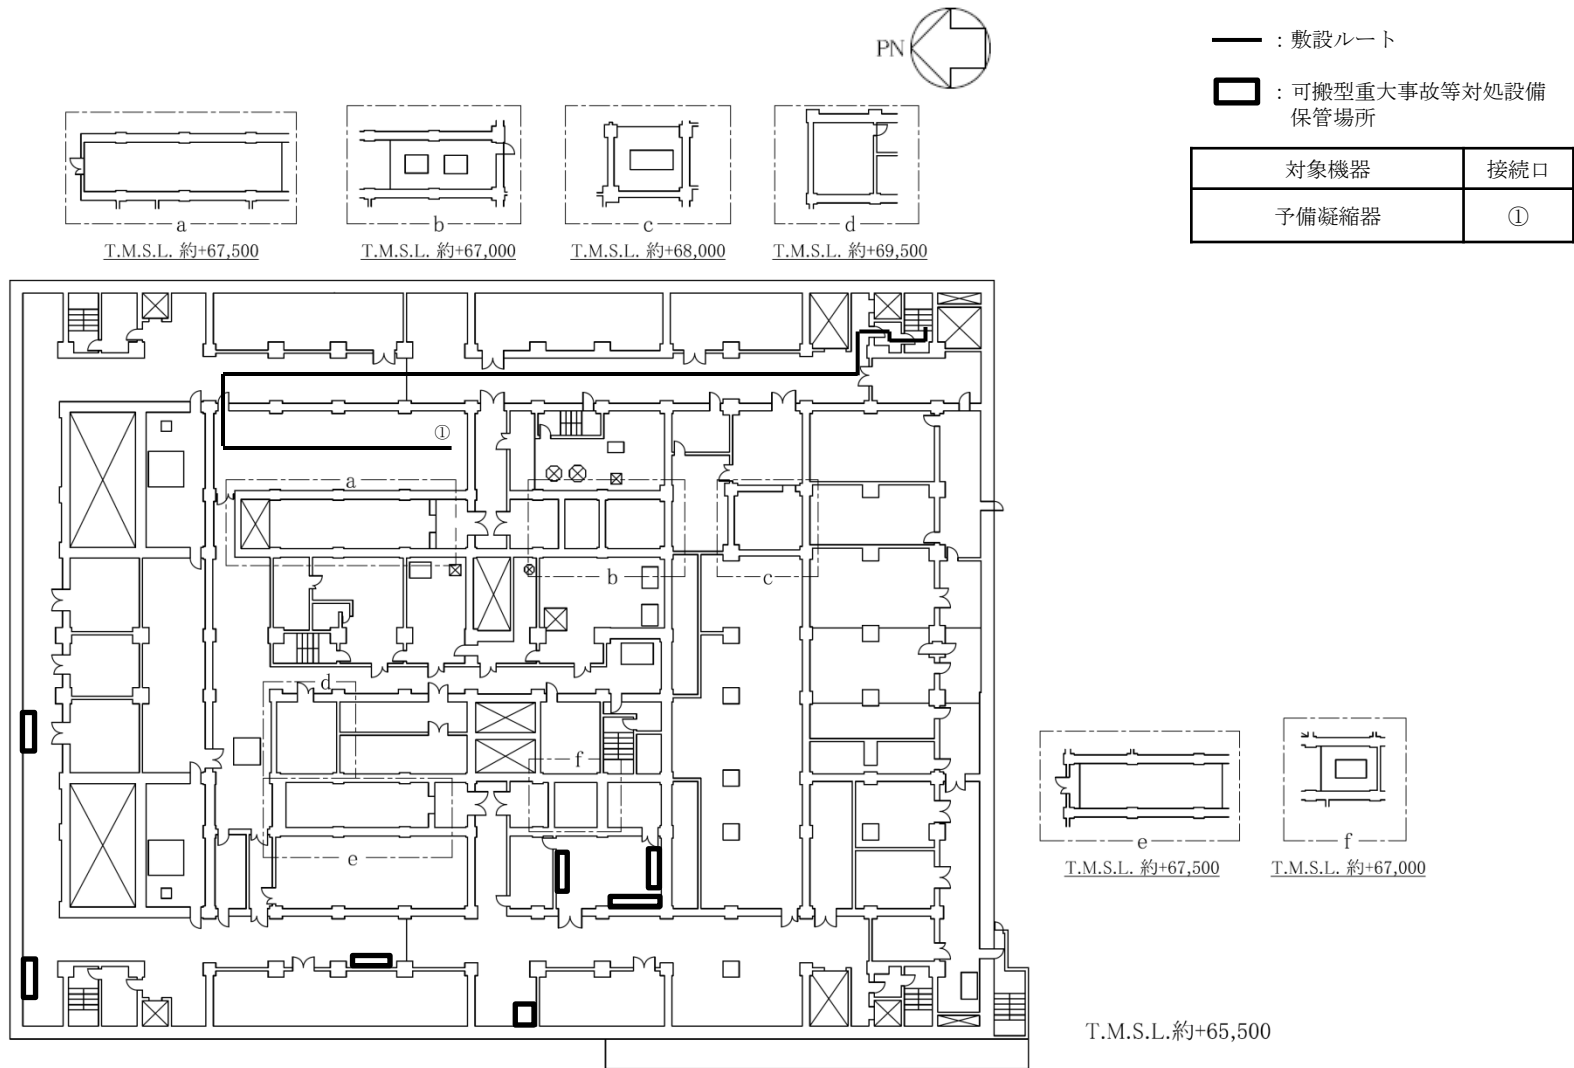 PN
：敷設ルート
：可搬型重大事故等対処設備
保管場所
対象機器 接続口
予備凝縮器 ①
a
T.M.S.L. 約+67,500
b
T.M.S.L. 約+67,000
c
T.M.S.L. 約+68,000
d
T.M.S.L. 約+69,500
①
a
b
c
d
f
e
e
T.M.S.L. 約+67,500
f
T.M.S.L. 約+67,000
T.M.S.L.約+65,500